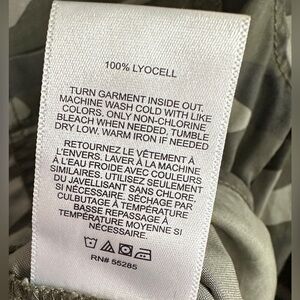 100% LYOCELL
TURN GARMENT INSIDE OUT.
MACHINE WASH COLD WITH LIKE
COLORS. ONLY NON-CHLORINE
BLEACH WHEN NEEDED. TUMBLE
DRY LOW. WARM IRON IF NEEDED.
RETOURNEZ LE VÊTEMENT À
L'ENVERS. LAVER À LA MACHINE
À L'EAU FROIDE AVEC COULEURS
SIMILAIRES. UTILISEZ SEULEMENT
DU JAVELLISANT SANS CHLORE,
SI NÉCESSAIRE. SÉCHAGE PAR
CULBUTAGE À TEMPÉRATURE
BASSE REPASSAGE À
TEMPÉRATURE MOYENNE SI
NÉCESSAIRE.
RN# 56285